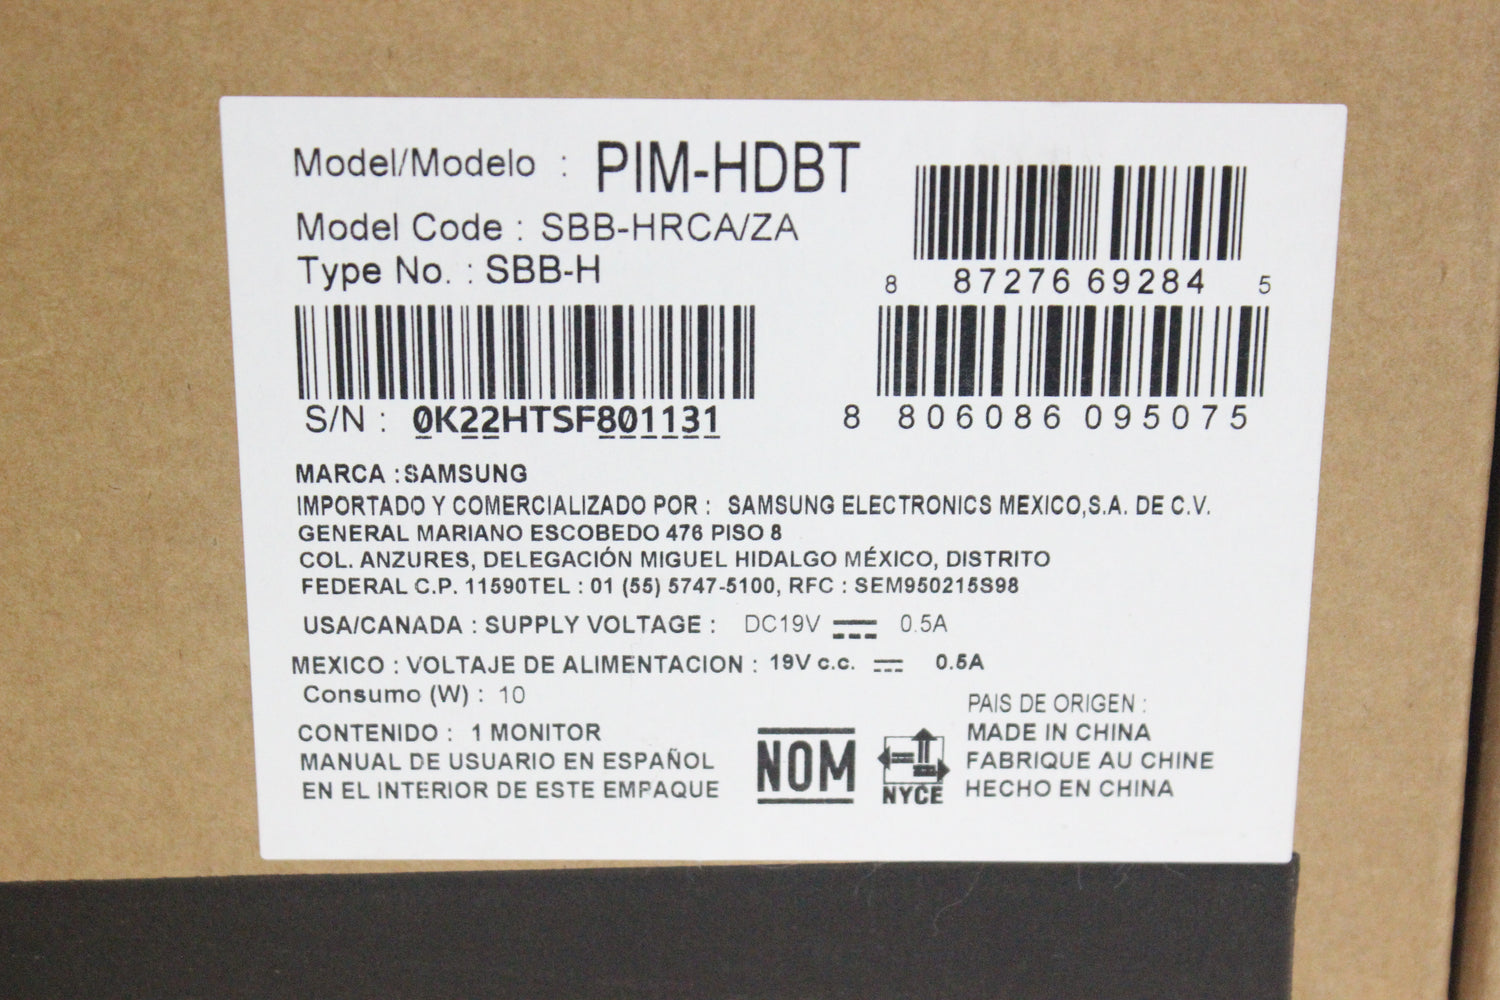 Model/Modelo : PIM-HDBT
Model Code : SBB-HRCA/ZA
Type No. : SBB-H
8 87276 69284 5
S/N : 0K22HTSF801131
8 806086 095075
MARCA :SAMSUNG
IMPORTADO Y COMERCIALIZADO POR : SAMSUNG ELECTRONICS MEXICO,S.A. DE C.V.
GENERAL MARIANO ESCOBEDO 476 PISO 8
COL. ANZURES, DELEGACIÓN MIGUEL HIDALGO MÉXICO, DISTRITO
FEDERAL C.P. 11590TEL : 01 (55) 5747-5100, RFC : SEM950215S98
USA/CANADA : SUPPLY VOLTAGE : DC19V 0.5A
MEXICO : VOLTAJE DE ALIMENTACION : 19V c.c. 0.5A
Consumo (W) : 10
CONTENIDO : 1 MONITOR
MANUAL DE USUARIO EN ESPAÑOL
EN EL INTERIOR DE ESTE EMPAQUE
NOM
NYCE
PAIS DE ORIGEN :
MADE IN CHINA
FABRIQUE AU CHINE
HECHO EN CHINA